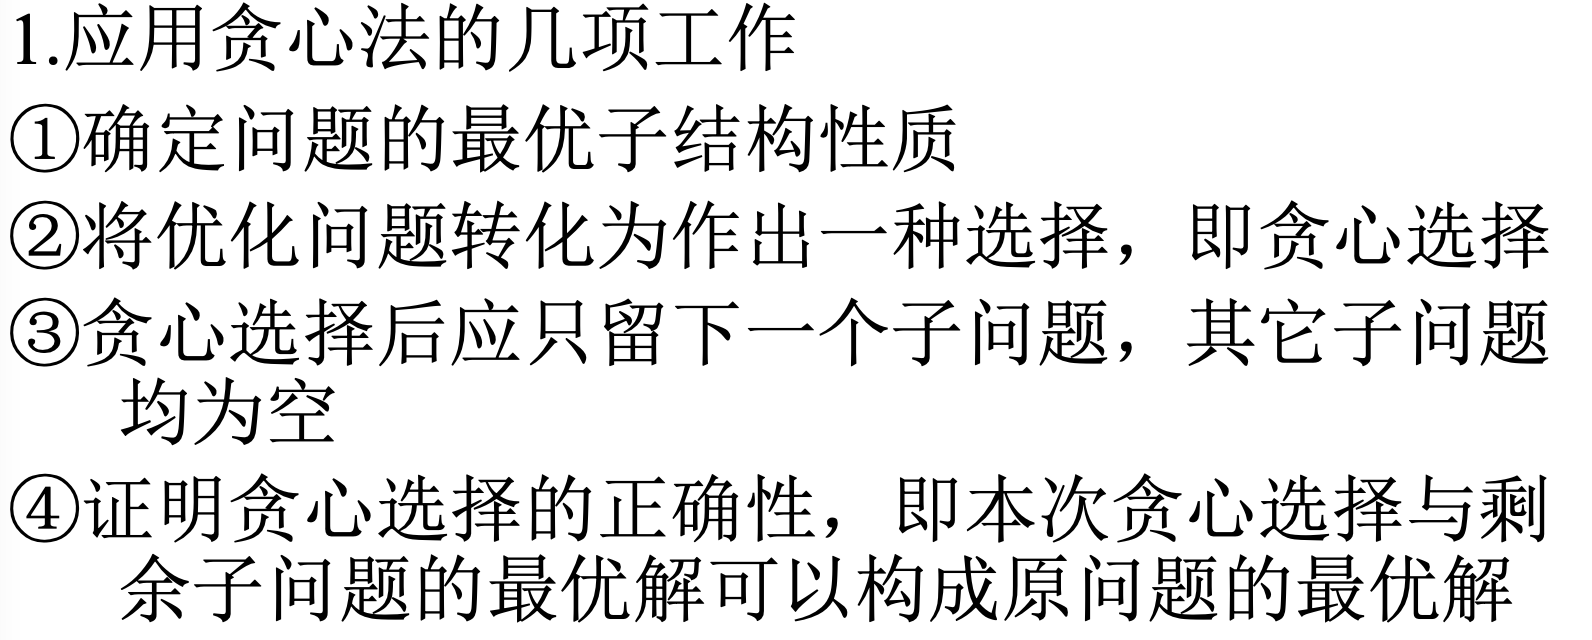 1.应用贪心法的几项工作
①确定问题的最优子结构性质
②将优化问题转化为作出一种选择，即贪心选择
③贪心选择后应只留下一个子问题，其它子问题
均为空
④证明贪心选择的正确性，即本次贪心选择与剩
余子问题的最优解可以构成原问题的最优解